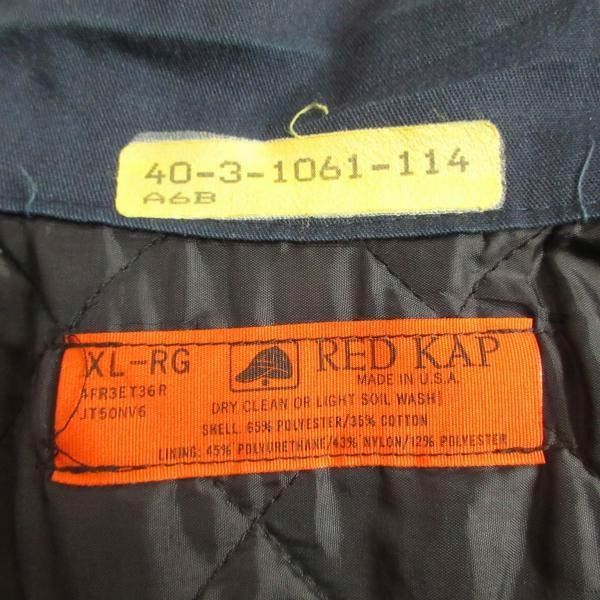 40-3-1061-114
A6B
XL-RG RED KAP
4FR3ET36R MADE IN U.S.A.
JT50NV6 DRY CLEAN OR LIGHT SOIL WASH
SHELL: 65% POLYESTER/35% COTTON
LINING: 45% POLYURETHANE/43% NYLON/12% POLYESTER